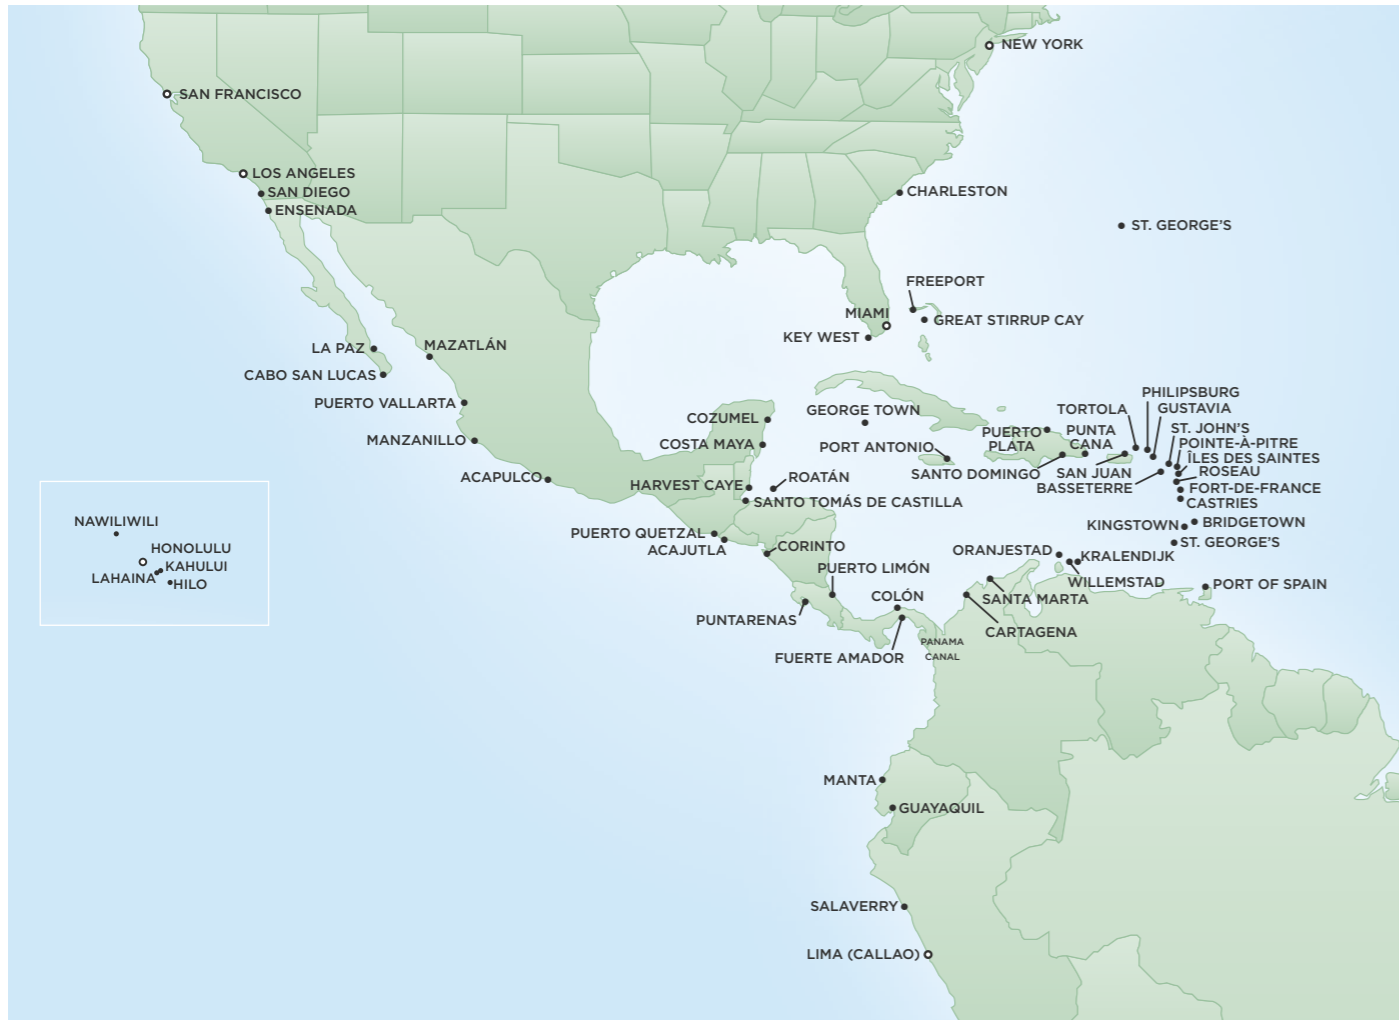 NEW YORK
SAN FRANCISCO
LOS ANGELES
SAN DIEGO
ENSENADA
CHARLESTON
ST. GEORGE'S
FREEPORT
MIAMI
GREAT STIRRUP CAY
KEY WEST
LA PAZ
MAZATLÁN
CABO SAN LUCAS
PUERTO VALLARTA
MANZANILLO
ACAPULCO
COZUMEL
COSTA MAYA
HARVEST CAYE
ROATÁN
SANTO TOMÁS DE CASTILLA
GEORGE TOWN
PORT ANTONIO
PUERTO
PLATA
PUNTA
CANA
SANTO DOMINGO
SAN JUAN
TORTOLA
PHILIPSBURG
GUSTAVIA
ST. JOHN'S
POINTE-À-PITRE
ÎLES DES SAINTES
BASSETERRE
ROSEAU
FORT-DE-FRANCE
CASTRIES
KINGSTOWN
BRIDGETOWN
ST. GEORGE'S
PUERTO QUETZAL
ACAJUTLA
CORINTO
PUERTO LIMÓN
PUNTARENAS
COLÓN
FUERTE AMADOR
PANAMA
CANAL
ORANJESTAD
KRALENDIJK
WILLEMSTAD
SANTA MARTA
CARTAGENA
PORT OF SPAIN
NAWILIWILI
HONOLULU
KAHULUI
LAHAINA
HILO
MANTA
GUAYAQUIL
SALAVERRY
LIMA (CALLAO)